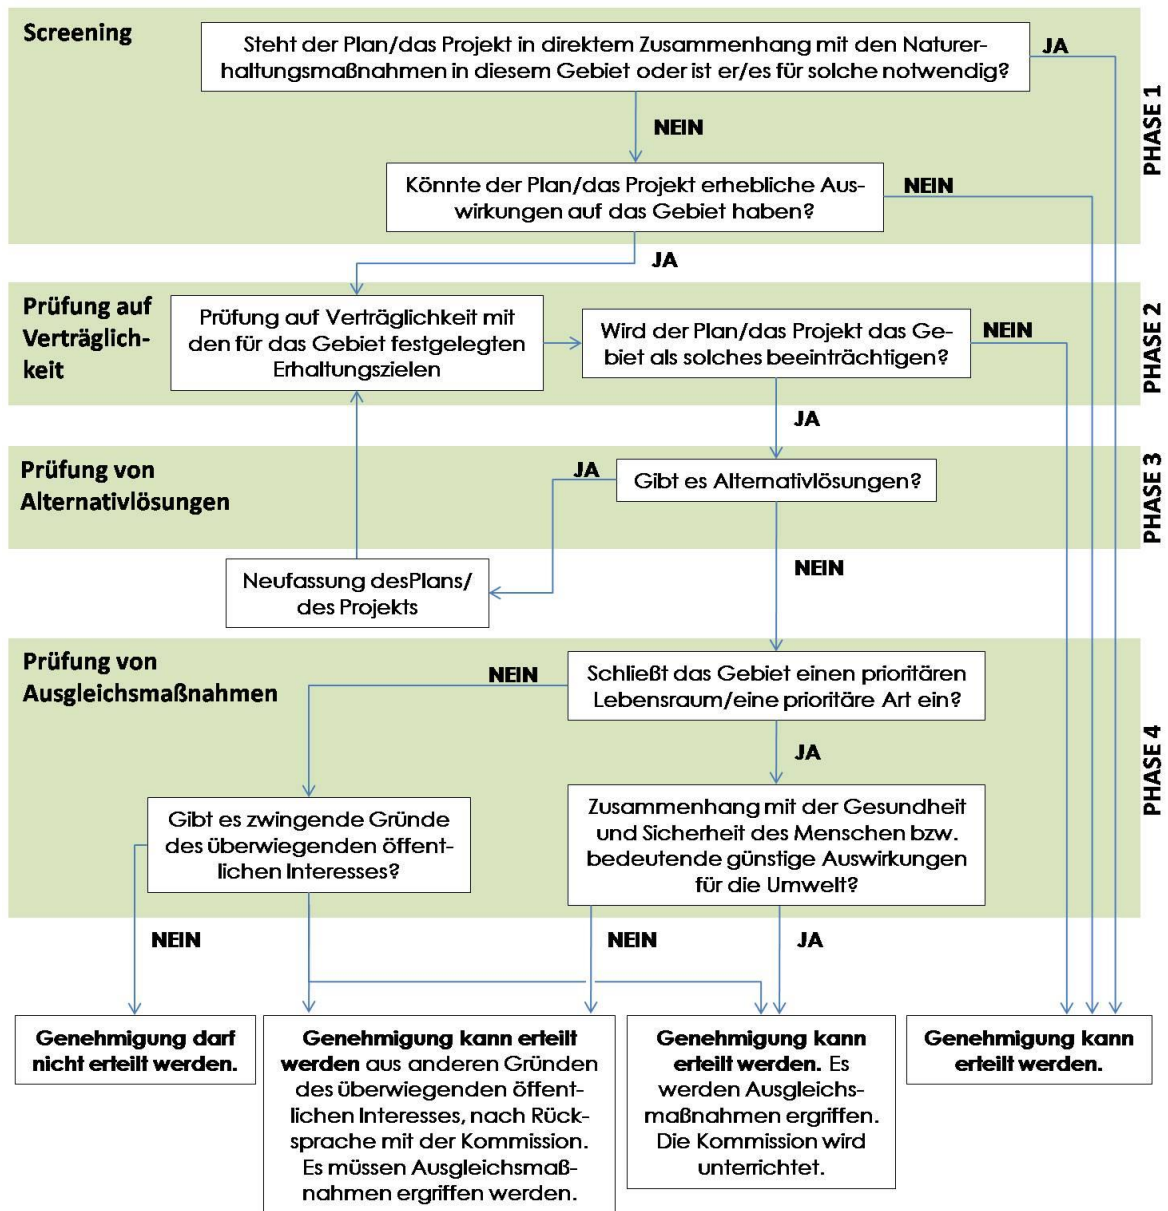 Screening
Steht der Plan/das Projekt in direktem Zusammenhang mit den Naturer-
haltungsmaßnahmen in diesem Gebiet oder ist er/es für solche notwendig?
JA
PHASE 1
NEIN
Könnte der Plan/das Projekt erhebliche Aus-
wirkungen auf das Gebiet haben?
NEIN
JA
Prüfung auf
Verträglich-
keit
Prüfung auf Verträglichkeit mit
den für das Gebiet festgelegten
Erhaltungszielen
Wird der Plan/das Projekt das Ge-
biet als solches beeinträchtigen?
NEIN
PHASE 2
JA
Prüfung von
Alternativlösungen
JA
Gibt es Alternativlösungen?
PHASE 3
NEIN
Neufassung desPlans/
des Projekts
Prüfung von
Ausgleichsmaßnahmen
NEIN
Schließt das Gebiet einen prioritären
Lebensraum/eine prioritäre Art ein?
PHASE 4
JA
Gibt es zwingende Gründe
des überwiegenden öffent-
lichen Interesses?
Zusammenhang mit der Gesundheit
und Sicherheit des Menschen bzw.
bedeutende günstige Auswirkungen
für die Umwelt?
NEIN
NEIN
JA
Genehmigung darf
nicht erteilt werden.
Genehmigung kann erteilt
werden aus anderen Gründen
des überwiegenden öffent-
lichen Interesses, nach Rück-
sprache mit der Kommission.
Es müssen Ausgleichsmaß-
nahmen ergriffen werden.
Genehmigung kann
erteilt werden. Es
werden Ausgleichs-
maßnahmen ergriffen.
Die Kommission wird
unterrichtet.
Genehmigung kann
erteilt werden.